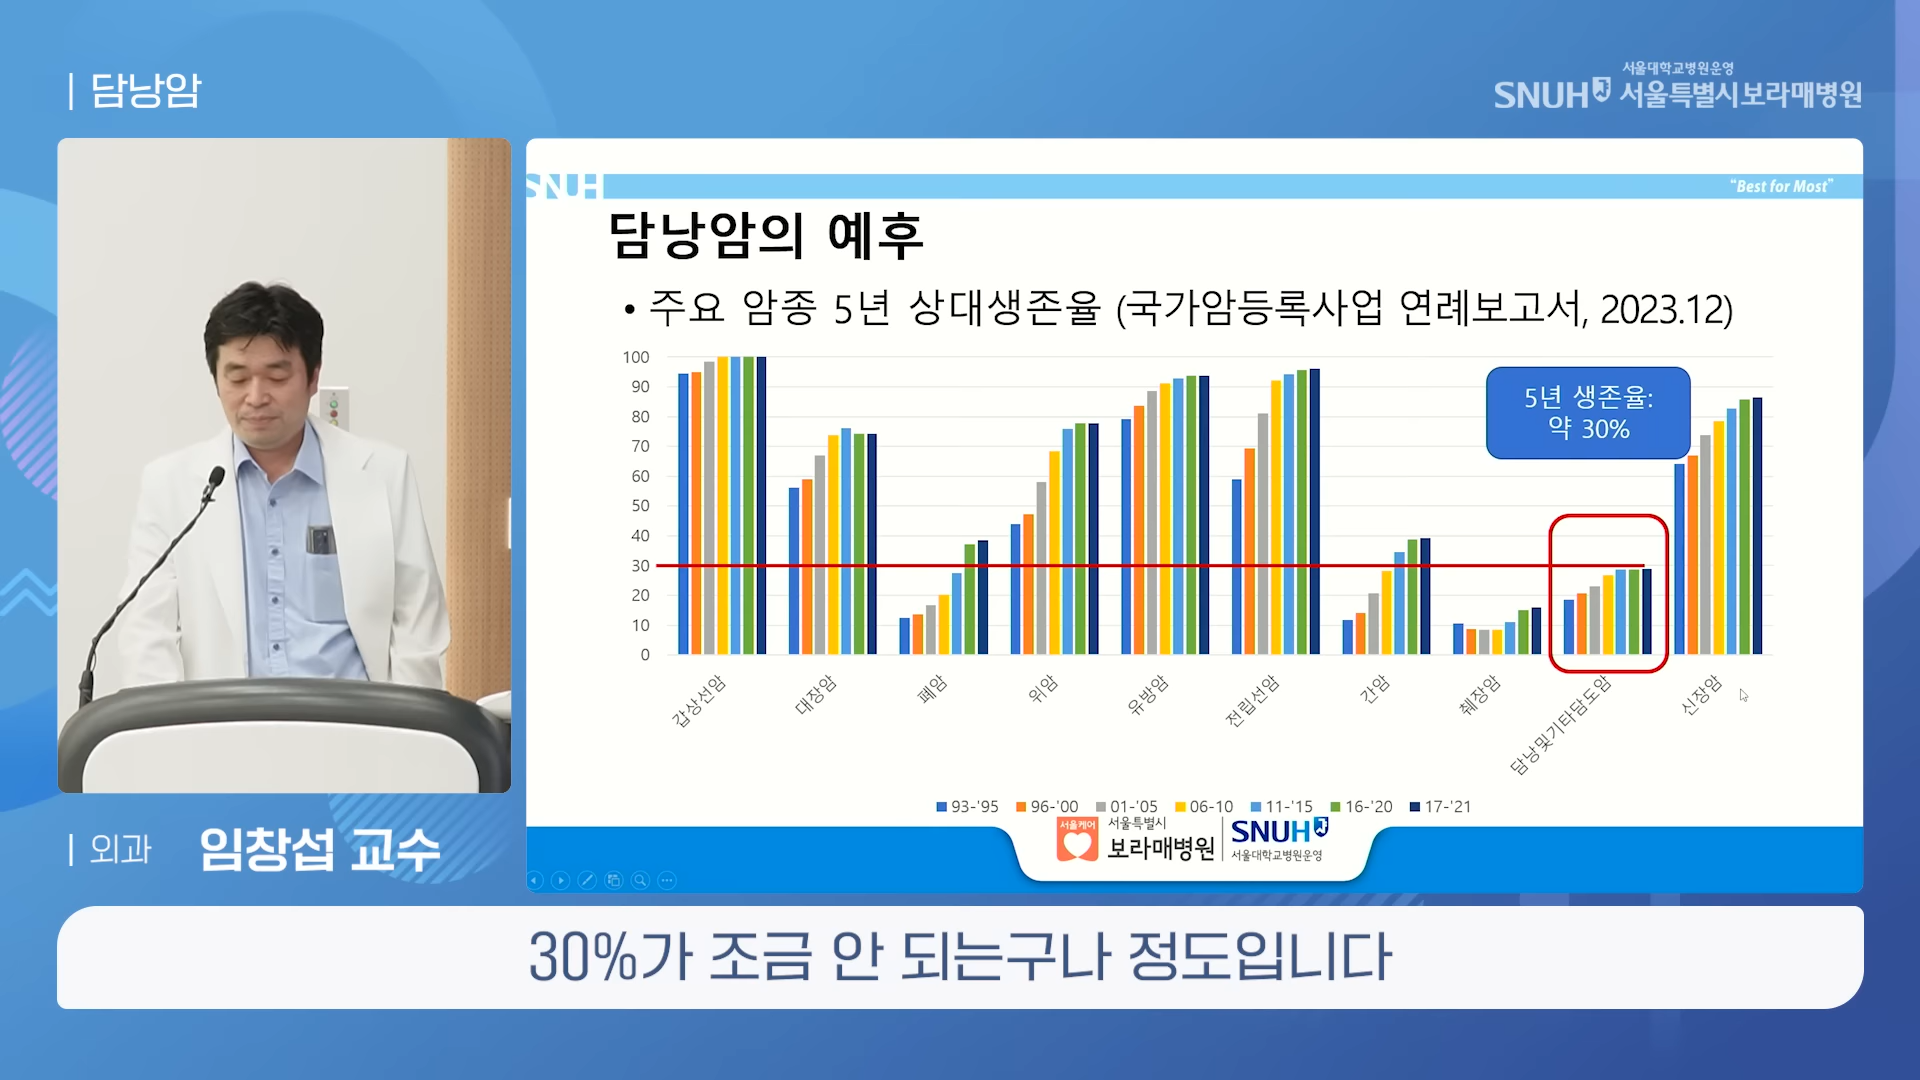 | 담낭암
서울대학교병원운영
SNUH 서울특별시보라매병원
SNUH
“Best for Most”
담낭암의 예후
• 주요 암종 5년 상대생존율 (국가암등록사업 연례보고서, 2023.12)
100
90
80
70
60
50
40
30
20
10
0
5년 생존율:
약 30%
갑상선암
대장암
폐암
위암
유방암
전립선암
간암
췌장암
담낭및기타담도암
신장암
93-'95 96-'00 01-'05 06-10 11-'15 16-'20 17-'21
서울케어
서울특별시
보라매병원
SNUH
서울대학교병원운영
| 외과 임창섭 교수
30%가 조금 안 되는구나 정도입니다